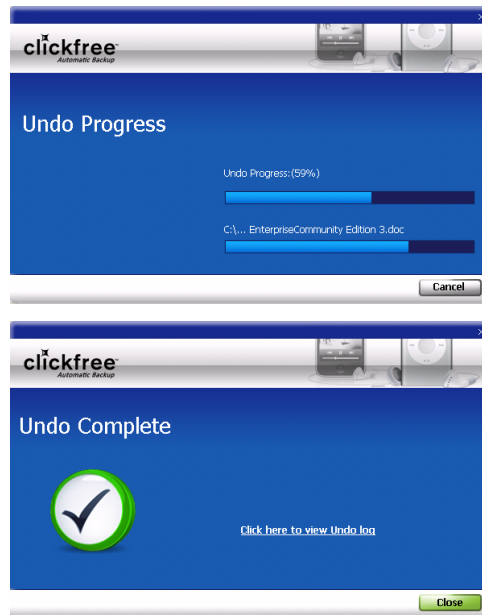 clickfree
Automatic Backup
Undo Progress
Undo Progress:(59%)
C:\... EnterpriseCommunity Edition 3.doc
Cancel
clickfree
Automatic Backup
Undo Complete
Click here to view Undo log
Close